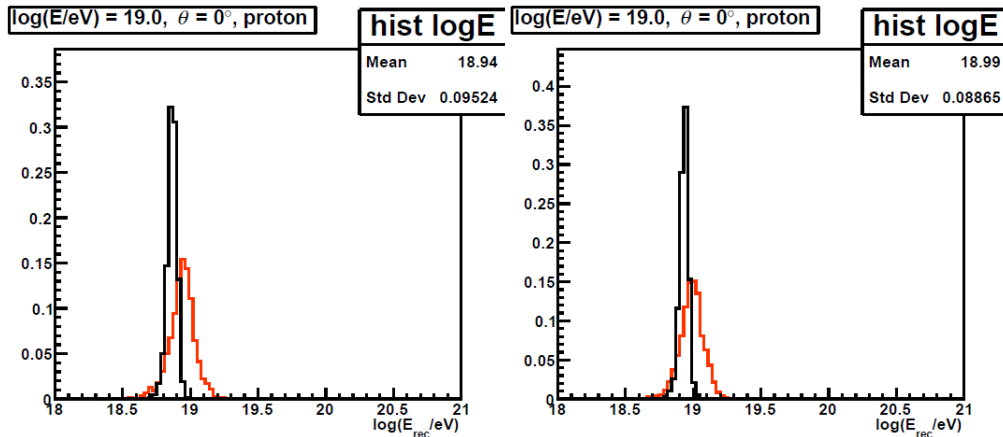 log(E/eV) = 19.0, θ = 0°, proton
hist logE
Mean 18.94
Std Dev 0.09524
0.35
0.3
0.25
0.2
0.15
0.1
0.05
0
18 18.5 19 19.5 20 20.5 21
log(E_rec/eV)
log(E/eV) = 19.0, θ = 0°, proton
hist logE
Mean 18.99
Std Dev 0.08865
0.4
0.35
0.3
0.25
0.2
0.15
0.1
0.05
0
18 18.5 19 19.5 20 20.5 21
log(E_rec/eV)